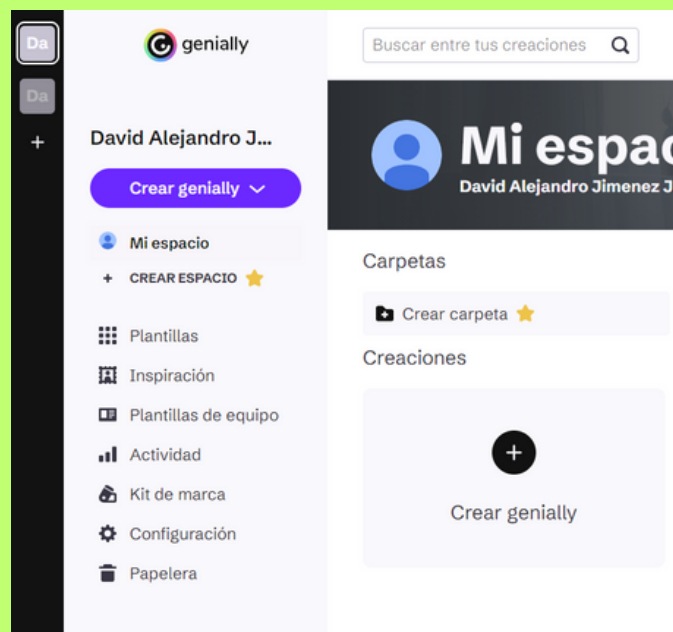 Da
Da
+
genially
David Alejandro J...
Crear genially
Mi espacio
+ CREAR ESPACIO
Plantillas
Inspiración
Plantillas de equipo
Actividad
Kit de marca
Configuración
Papelera
Buscar entre tus creaciones
Mi espac
David Alejandro Jimenez J
Carpetas
Crear carpeta
Creaciones
+
Crear genially